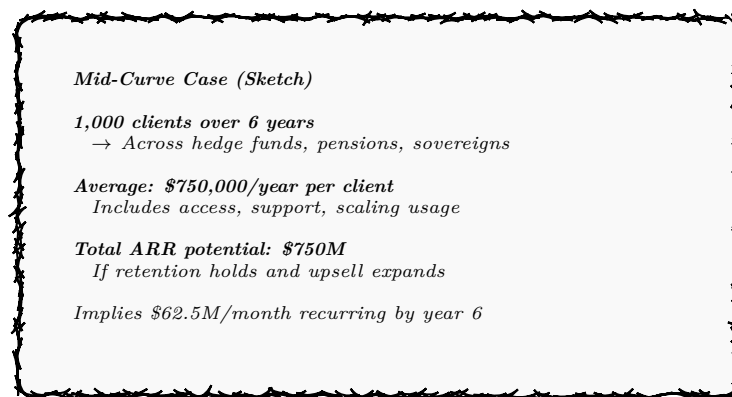 Mid-Curve Case (Sketch)
1,000 clients over 6 years
→ Across hedge funds, pensions, sovereigns
Average: $750,000/year per client
Includes access, support, scaling usage
Total ARR potential: $750M
If retention holds and upsell expands
Implies $62.5M/month recurring by year 6